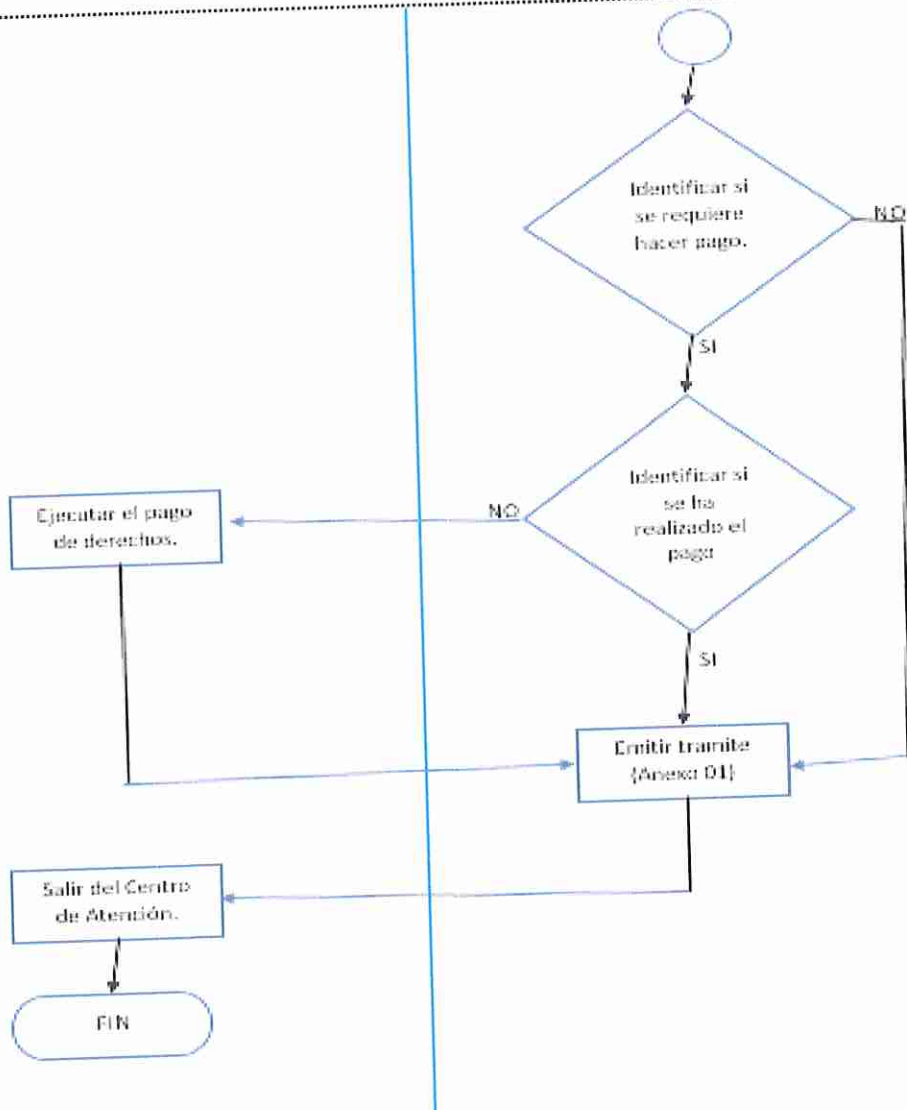 Identificar si
se requiere
hacer pago.
NO
SI
Identificar si
se ha
realizado el
pago
NO
Ejecutar el pago
de derechos.
SI
Emitir tramite
(Anexo 01)
Salir del Centro
de Atención.
FIN